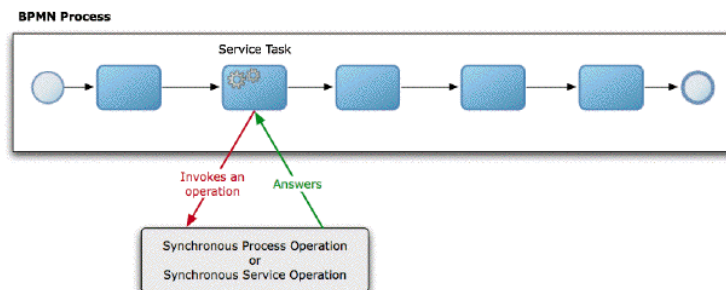 BPMN Process
Service Task
Invokes an
operation
Answers
Synchronous Process Operation
or
Synchronous Service Operation